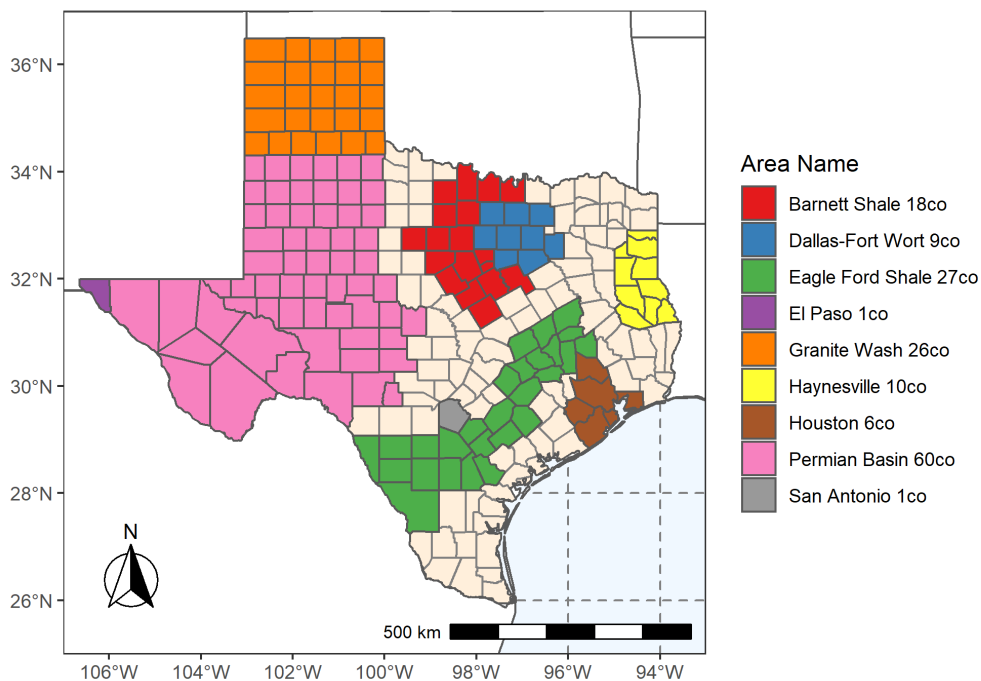 36°N
34°N
32°N
30°N
28°N
26°N
N
500 km
106°W 104°W 102°W 100°W 98°W 96°W 94°W
Area Name
Barnett Shale 18co
Dallas-Fort Wort 9co
Eagle Ford Shale 27co
El Paso 1co
Granite Wash 26co
Haynesville 10co
Houston 6co
Permian Basin 60co
San Antonio 1co